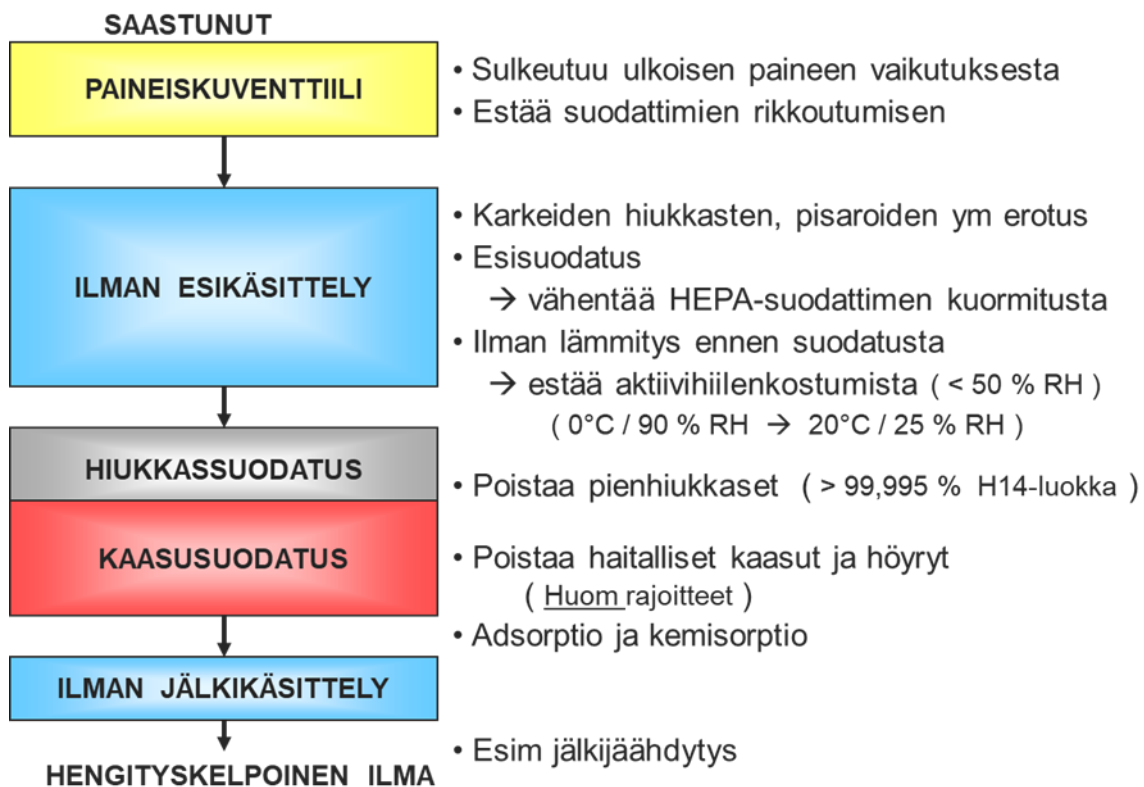 SAASTUNUT
PAINEISKUVENTTIILI
• Sulkeutuu ulkoisen paineen vaikutuksesta
• Estää suodattimien rikkoutumisen
ILMAN ESIKÄSITTELY
• Karkeiden hiukkasten, pisaroiden ym erotus
• Esisuodatus
→ vähentää HEPA-suodattimen kuormitusta
• Ilman lämmitys ennen suodatusta
→ estää aktiivihiilenkostumista ( < 50 % RH )
( 0°C / 90 % RH → 20°C / 25 % RH )
HIUKKASSUODATUS
• Poistaa pienhiukkaset ( > 99,995 % H14-luokka )
KAASUSUODATUS
• Poistaa haitalliset kaasut ja höyryt
( Huom rajoitteet )
• Adsorptio ja kemisorptio
ILMAN JÄLKIKÄSITTELY
• Esim jälkijäähdytys
HENGITYSKELPOINEN ILMA